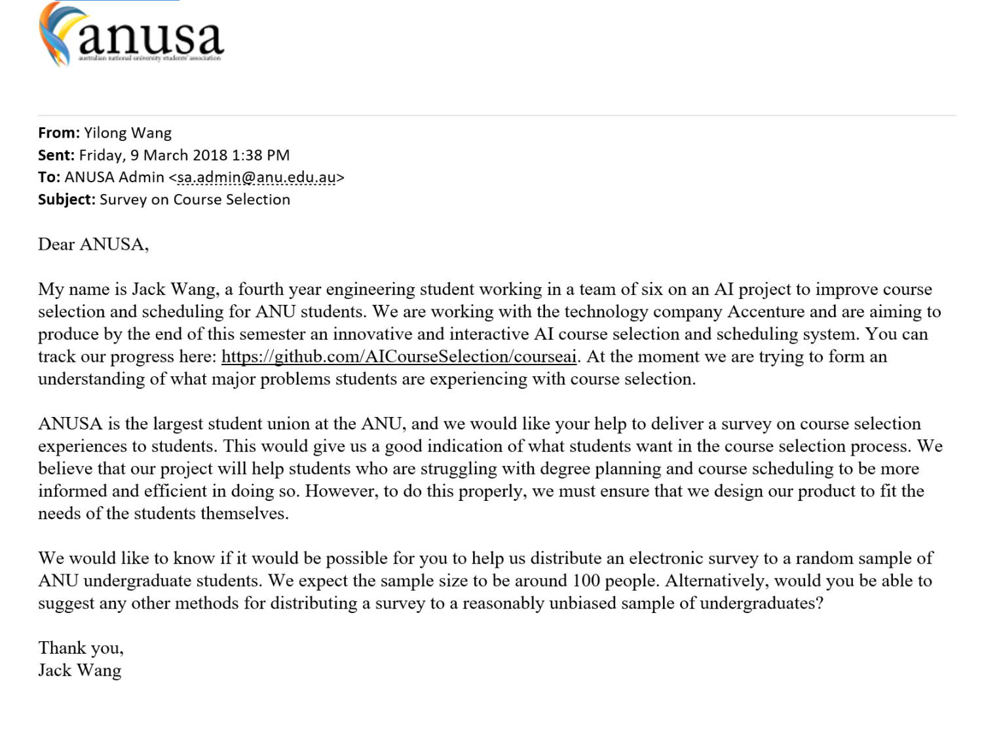 anusa
australian national university students' association
From: Yilong Wang
Sent: Friday, 9 March 2018 1:38 PM
To: ANUSA Admin <sa.admin@anu.edu.au>
Subject: Survey on Course Selection
Dear ANUSA,
My name is Jack Wang, a fourth year engineering student working in a team of six on an AI project to improve course
selection and scheduling for ANU students. We are working with the technology company Accenture and are aiming to
produce by the end of this semester an innovative and interactive AI course selection and scheduling system. You can
track our progress here: https://github.com/AICourseSelection/courseai. At the moment we are trying to form an
understanding of what major problems students are experiencing with course selection.
ANUSA is the largest student union at the ANU, and we would like your help to deliver a survey on course selection
experiences to students. This would give us a good indication of what students want in the course selection process. We
believe that our project will help students who are struggling with degree planning and course scheduling to be more
informed and efficient in doing so. However, to do this properly, we must ensure that we design our product to fit the
needs of the students themselves.
We would like to know if it would be possible for you to help us distribute an electronic survey to a random sample of
ANU undergraduate students. We expect the sample size to be around 100 people. Alternatively, would you be able to
suggest any other methods for distributing a survey to a reasonably unbiased sample of undergraduates?
Thank you,
Jack Wang